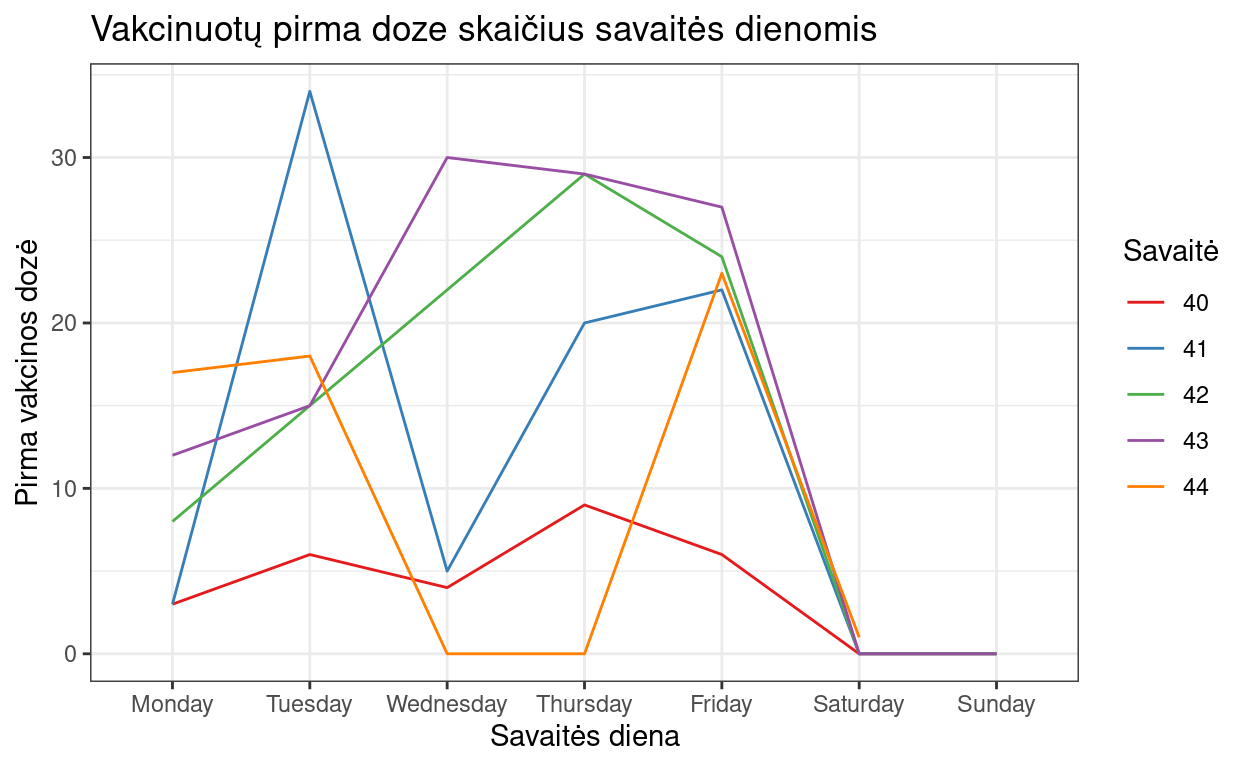 Vakcinuotų pirma doze skaičius savaitės dienomis
Pirma vakcinos dozė
30
20
10
0
Monday Tuesday Wednesday Thursday Friday Saturday Sunday
Savaitės diena
Savaitė
40
41
42
43
44